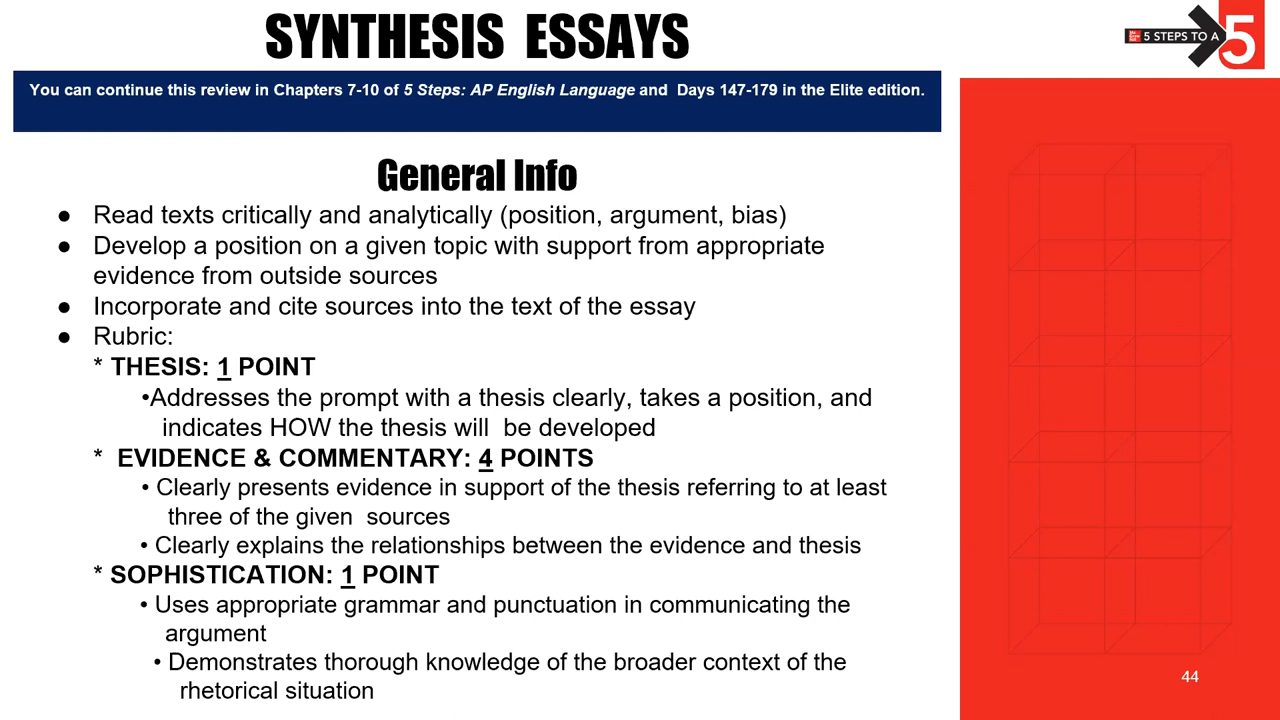 SYNTHESIS ESSAYS
5 STEPS TO A 5
You can continue this review in Chapters 7-10 of 5 Steps: AP English Language and Days 147-179 in the Elite edition.
General Info
● Read texts critically and analytically (position, argument, bias)
● Develop a position on a given topic with support from appropriate
evidence from outside sources
● Incorporate and cite sources into the text of the essay
● Rubric:
* THESIS: 1 POINT
•Addresses the prompt with a thesis clearly, takes a position, and
indicates HOW the thesis will be developed
* EVIDENCE & COMMENTARY: 4 POINTS
• Clearly presents evidence in support of the thesis referring to at least
three of the given sources
• Clearly explains the relationships between the evidence and thesis
* SOPHISTICATION: 1 POINT
• Uses appropriate grammar and punctuation in communicating the
argument
• Demonstrates thorough knowledge of the broader context of the
rhetorical situation
44